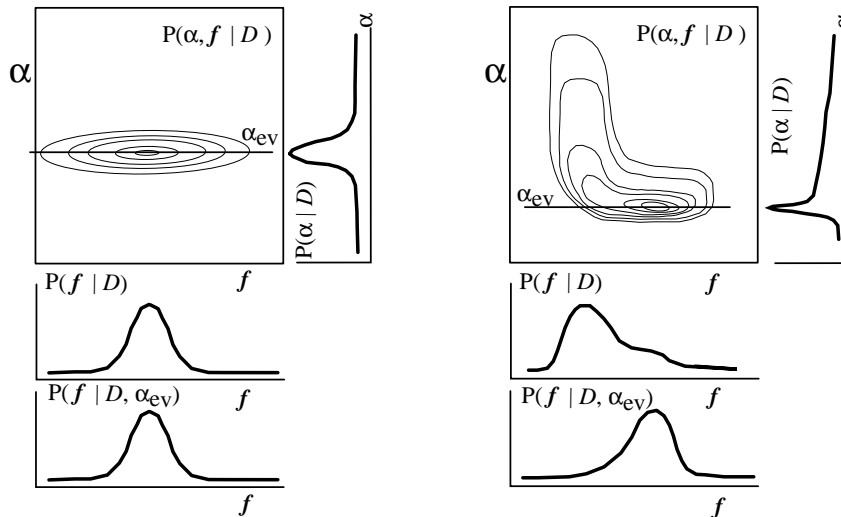 P(α, f | D )
α
α_ev
P(α | D)
α
f
P(f | D)
f
P(f | D, α_ev)
f
P(α, f | D )
α
α_ev
P(α | D)
α
f
P(f | D)
f
P(f | D, α_ev)
f